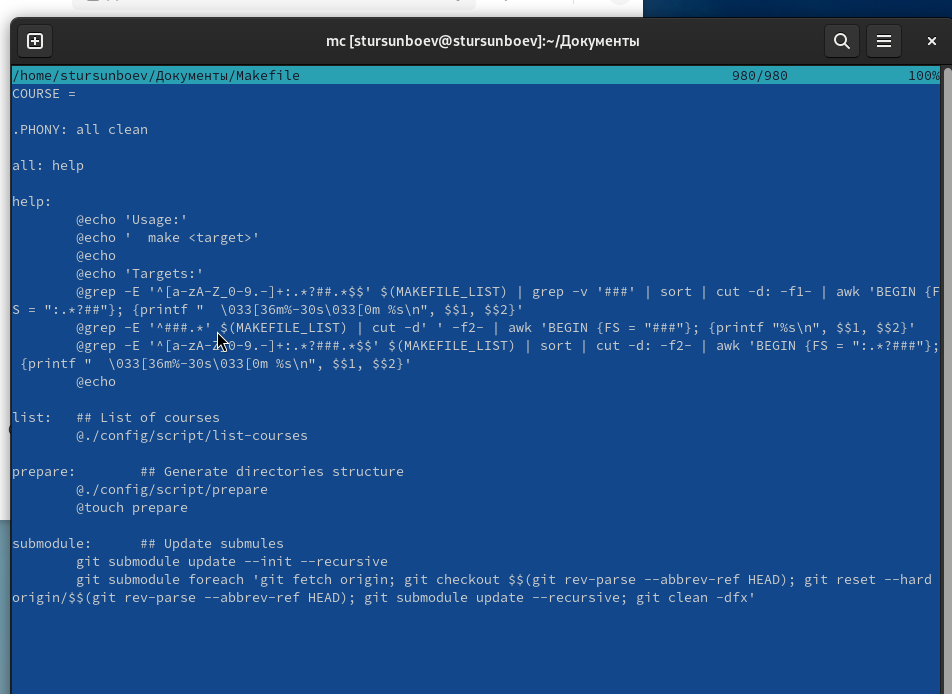 mc [stursunboev@stursunboev]:~/Документы
/home/stursunboev/Документы/Makefile 980/980 100%
COURSE =
.PHONY: all clean
all: help
help:
@echo 'Usage:'
@echo '  make <target>'
@echo
@echo 'Targets:'
@grep -E '^[a-zA-Z_0-9.-]+:.*?##.*$$' $(MAKEFILE_LIST) | grep -v '###' | sort | cut -d: -f1- | awk 'BEGIN {F
S = ":.*?##"}; {printf "  \033[36m%-30s\033[0m %s\n", $$1, $$2}'
@grep -E '^###.*' $(MAKEFILE_LIST) | cut -d' ' -f2- | awk 'BEGIN {FS = "###"}; {printf "%s\n", $$1, $$2}'
@grep -E '^[a-zA-Z_0-9.-]+:.*?###.*$$' $(MAKEFILE_LIST) | sort | cut -d: -f2- | awk 'BEGIN {FS = ":.*?###"};
{printf "  \033[36m%-30s\033[0m %s\n", $$1, $$2}'
@echo
list:   ## List of courses
@./config/script/list-courses
prepare:        ## Generate directories structure
@./config/script/prepare
@touch prepare
submodule:      ## Update submules
git submodule update --init --recursive
git submodule foreach 'git fetch origin; git checkout $$(git rev-parse --abbrev-ref HEAD); git reset --hard
origin/$$(git rev-parse --abbrev-ref HEAD); git submodule update --recursive; git clean -dfx'